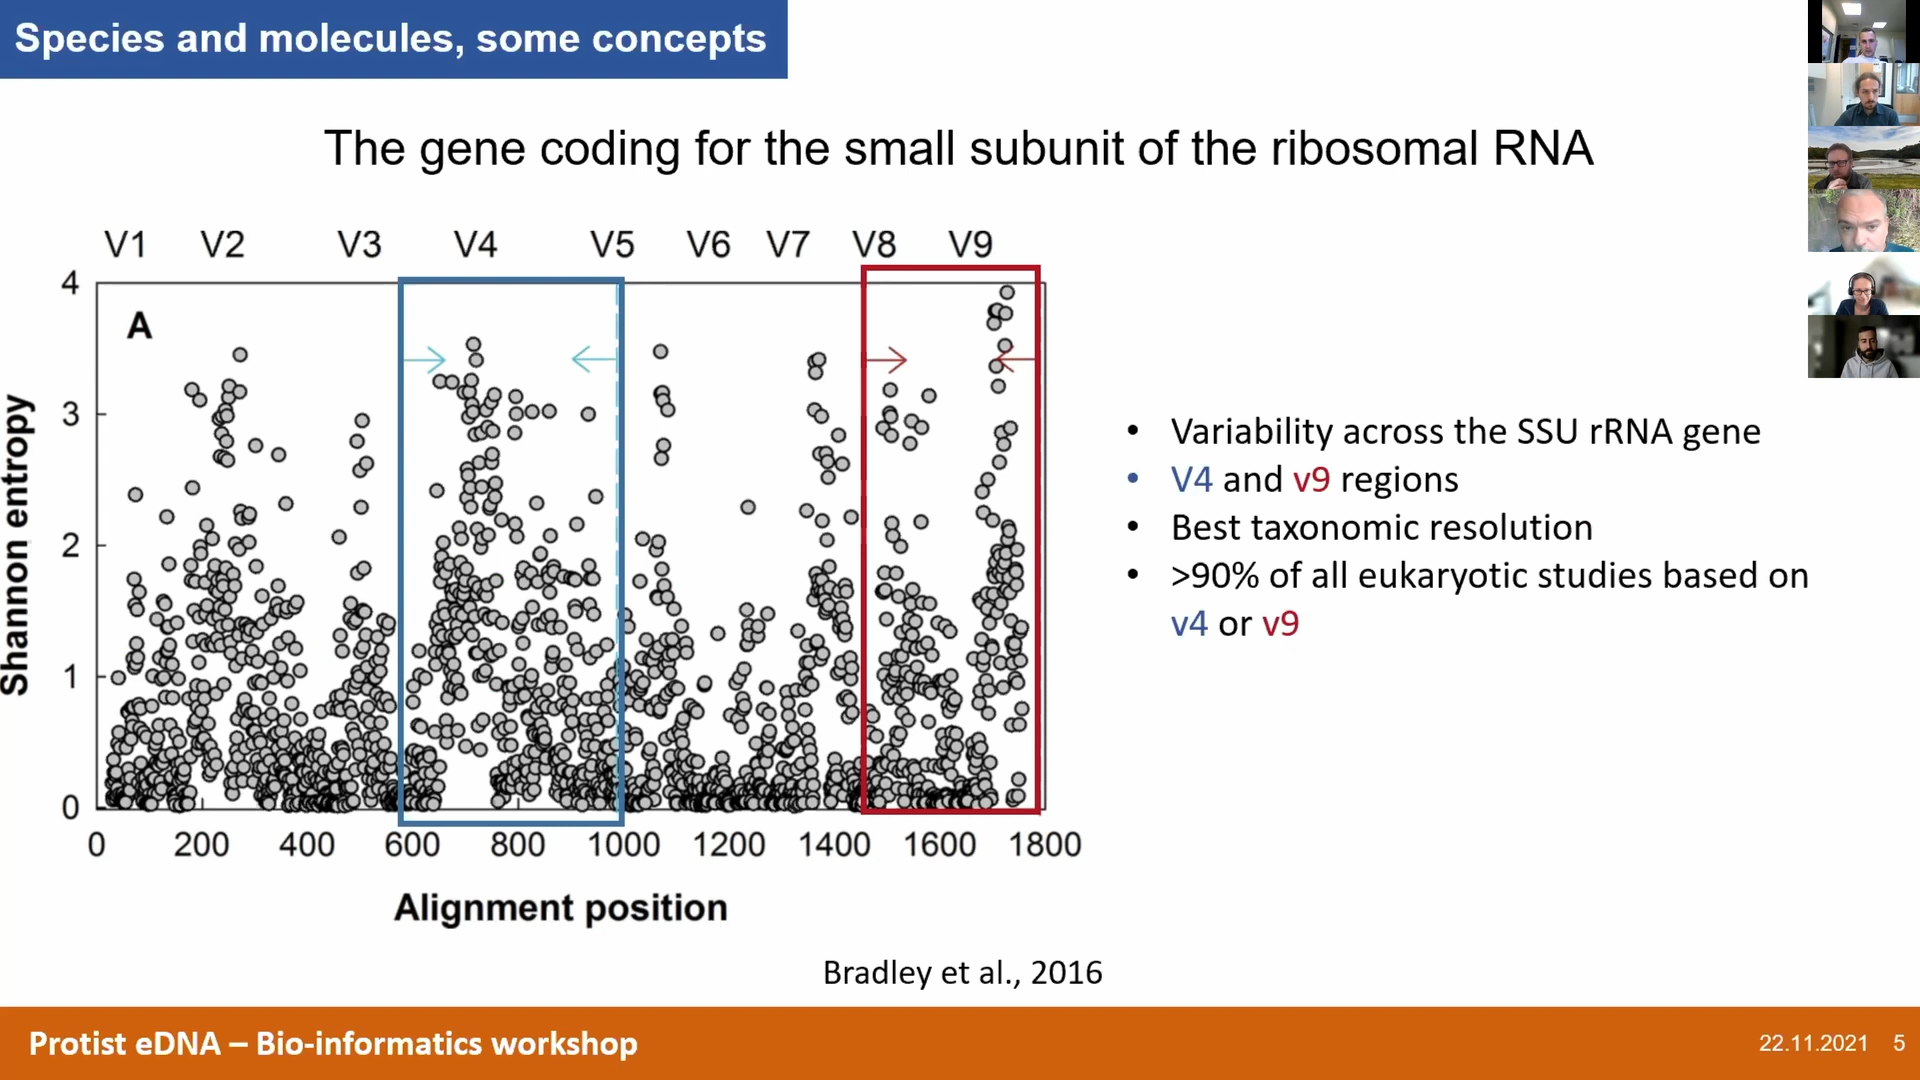 Species and molecules, some concepts
The gene coding for the small subunit of the ribosomal RNA
V1 V2 V3 V4 V5 V6 V7 V8 V9
A
4
3
2
1
0
Shannon entropy
0 200 400 600 800 1000 1200 1400 1600 1800
Alignment position
• Variability across the SSU rRNA gene
• V4 and v9 regions
• Best taxonomic resolution
• >90% of all eukaryotic studies based on
v4 or v9
Bradley et al., 2016
Protist eDNA – Bio-informatics workshop
22.11.2021 5